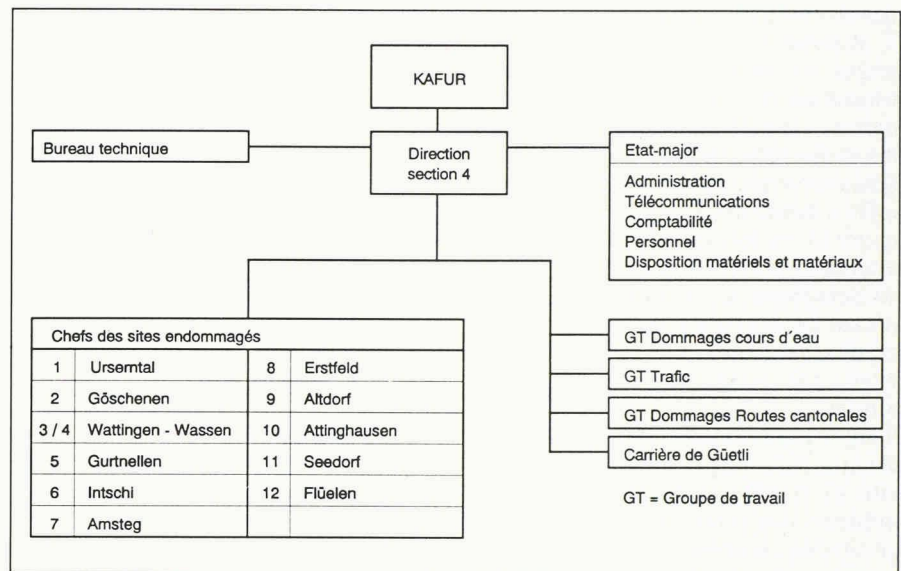 KAFUR
Bureau technique
Direction
section 4
Etat-major
Administration
Télécommunications
Comptabilité
Personnel
Disposition matériels et matériaux
Chefs des sites endommagés
1 Urserntal
2 Göschenen
3 / 4 Wattingen - Wassen
5 Gurtnellen
6 Intschi
7 Amsteg
8 Erstfeld
9 Altdorf
10 Attinghausen
11 Seedorf
12 Flüelen
GT Dommages cours d´eau
GT Trafic
GT Dommages Routes cantonales
Carrière de Güetli
GT = Groupe de travail